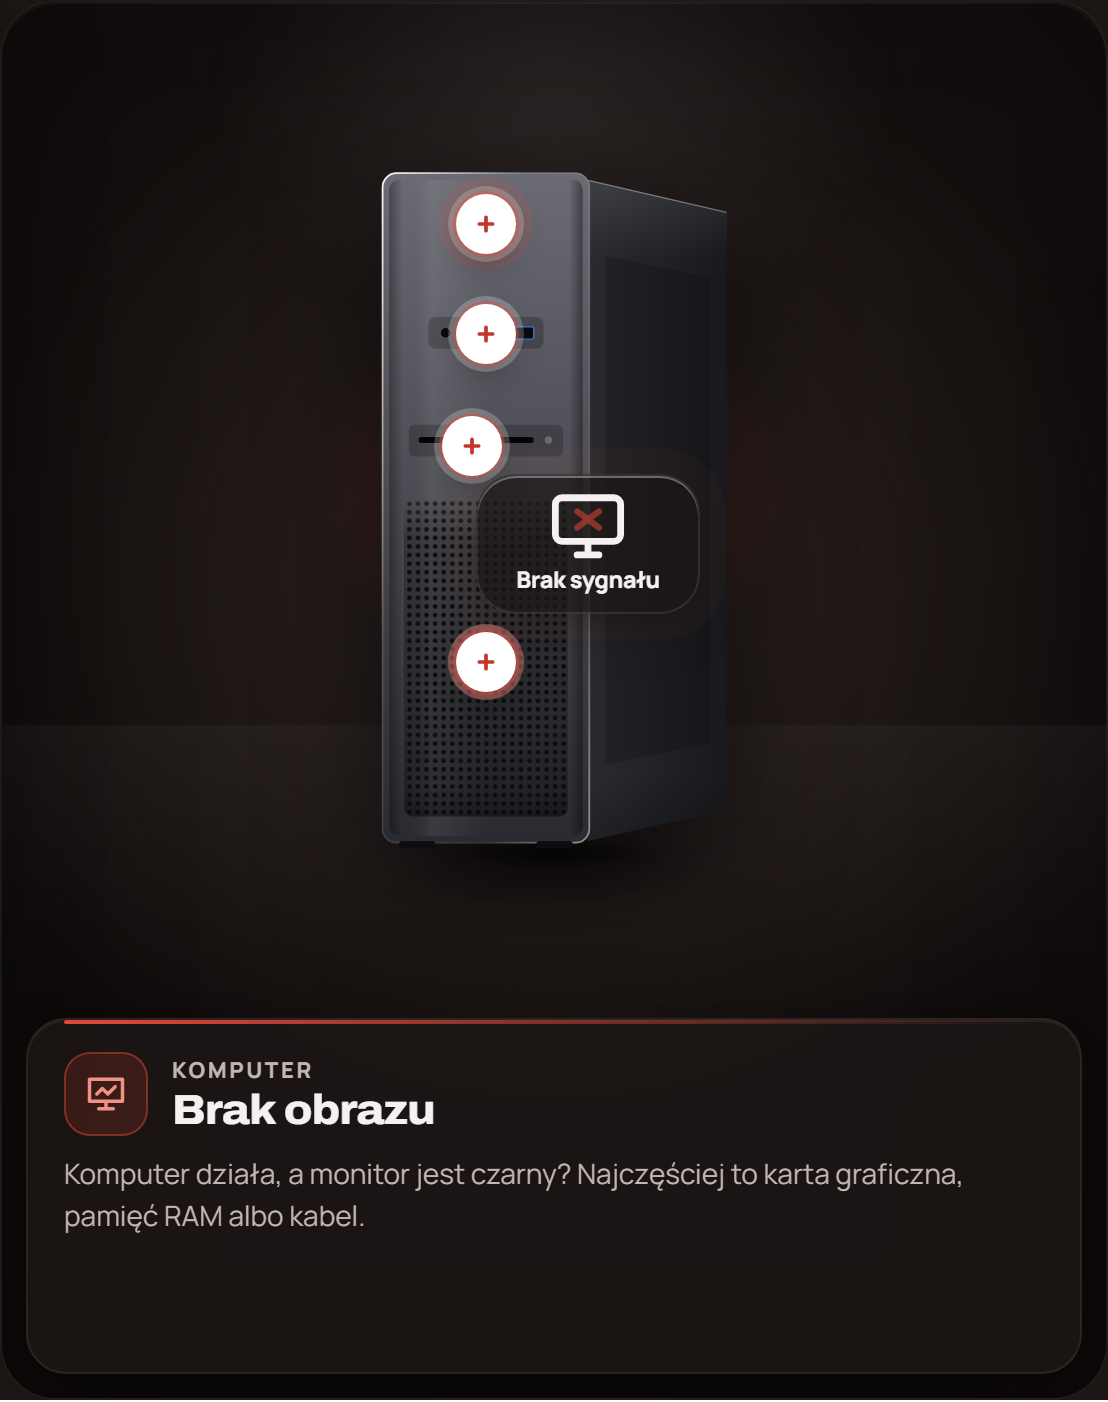 Brak sygnału
KOMPUTER
Brak obrazu
Komputer działa, a monitor jest czarny? Najczęściej to karta graficzna,
pamięć RAM albo kabel.